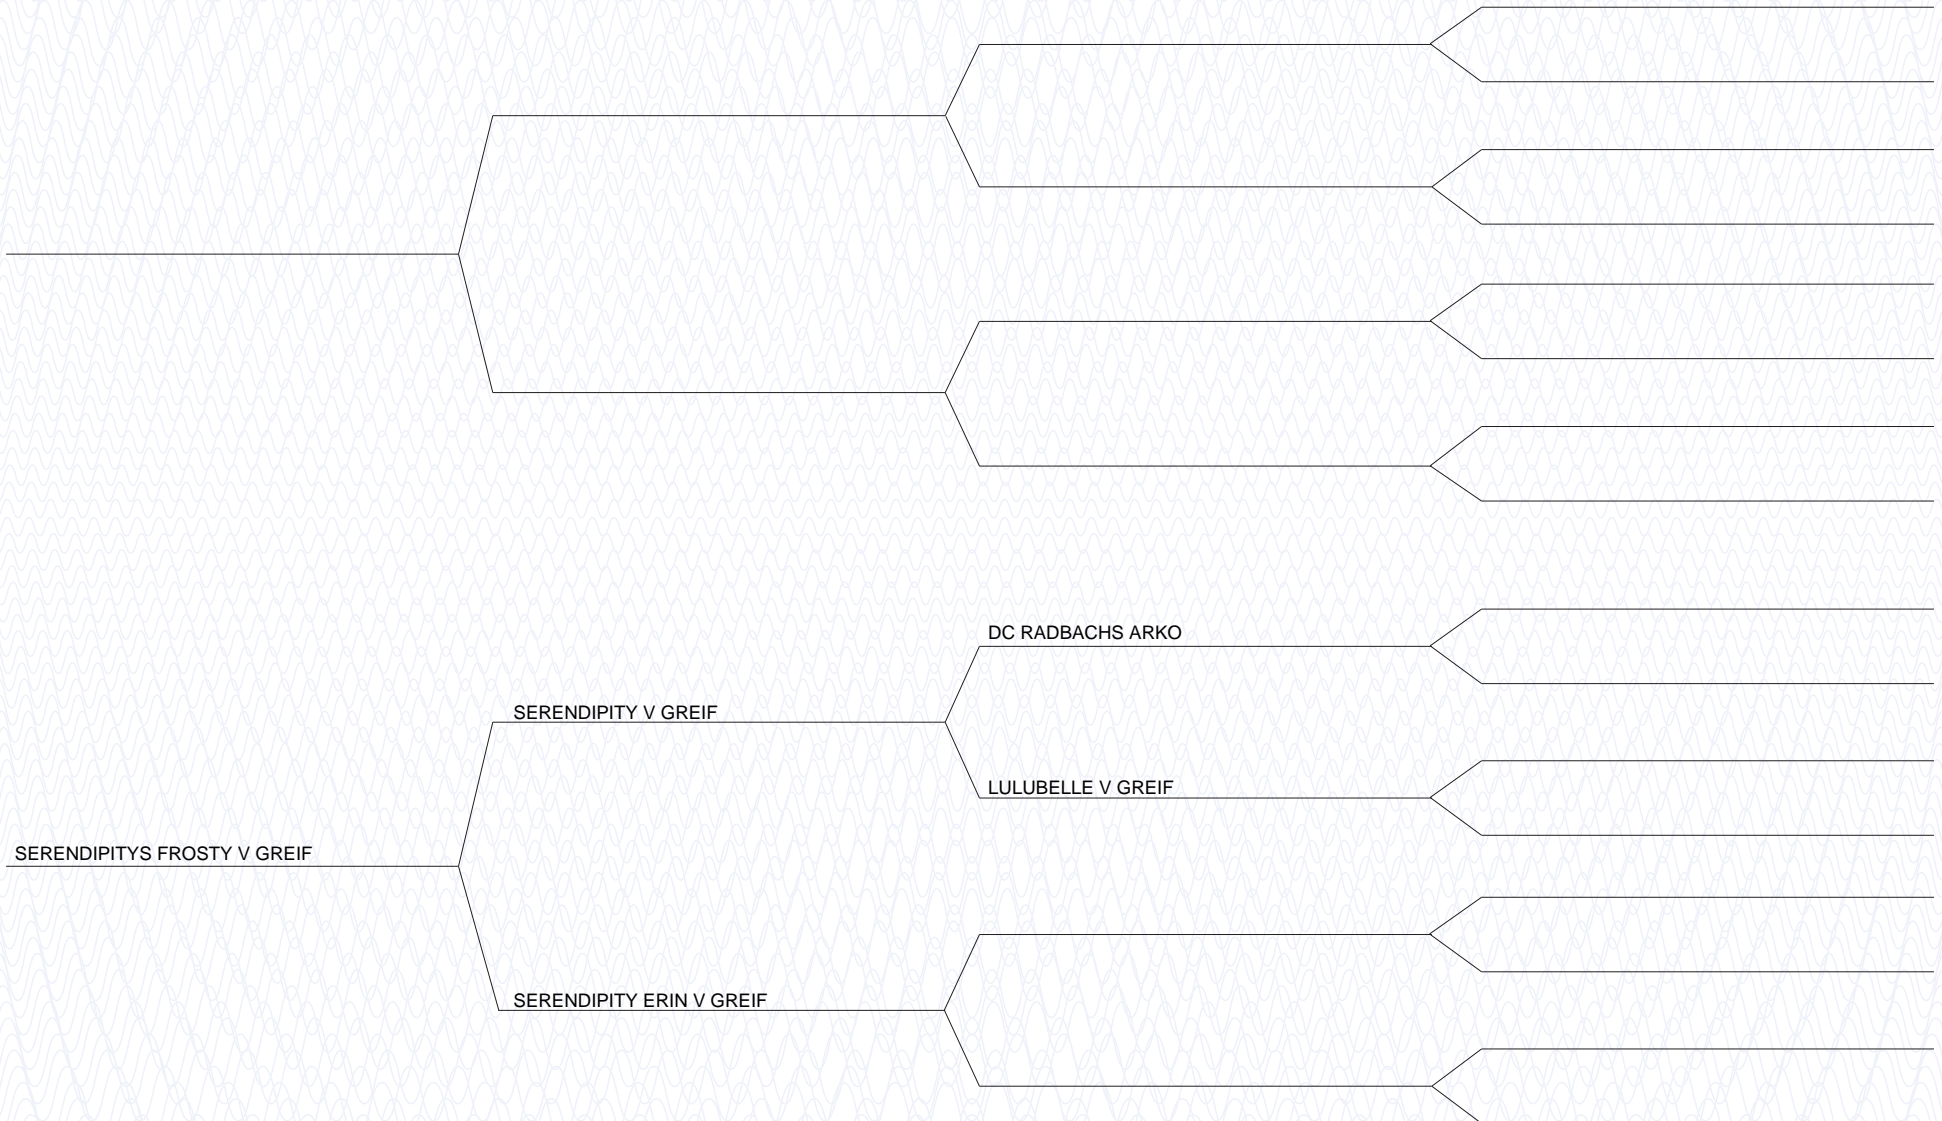 DC RADBACHS ARKO
SERENDIPITY V GREIF
LULUBELLE V GREIF
SERENDIPITYS FROSTY V GREIF
SERENDIPITY ERIN V GREIF